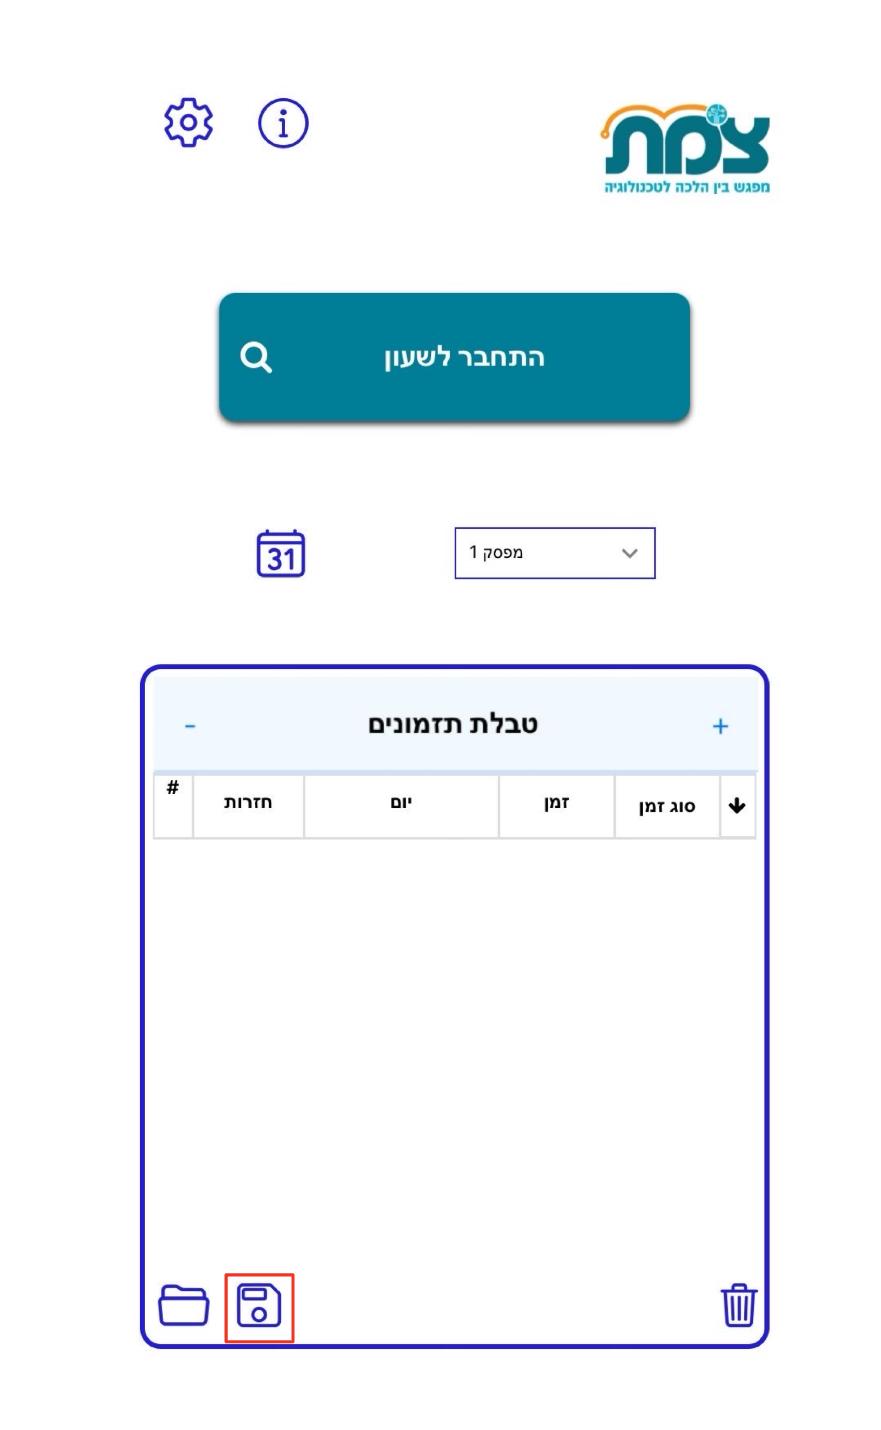 צמת
מפגש בין הלכה לטכנולוגיה
התחבר לשעון
מפסק 1
31
+ טבלת תזמונים -
סוג זמן זמן יום חזרות #